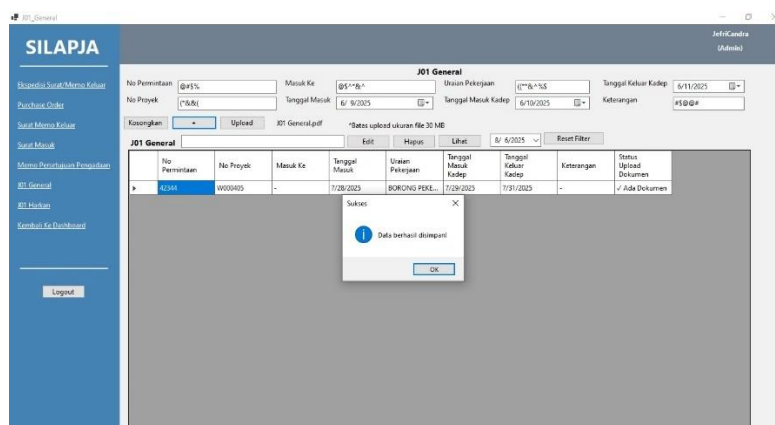 J01_General
SILAPJA
JefriCandra
(Admin)
Ekspedisi Surat/Memo Keluar
Purchase Order
Surat Memo Keluar
Surat Masuk
Memo Persetujuan Pengadaan
J01 General
J01 Harkan
Kembali Ke Dashboard
Logout
J01 General
No Permintaan @#$% Masuk Ke @$^*&^ Uraian Pekerjaan Tanggal Keluar Kadep 6/11/2025
No Proyek (*&&( Tanggal Masuk 6/ 9/2025 Tanggal Masuk Kadep 6/10/2025 Keterangan #$@@#
Kosongkan + Upload J01 General.pdf *Batas upload ukuran file 30 MB
J01 General Edit Hapus Lihat 8/ 6/2025 Reset Filter
No Permintaan No Proyek Masuk Ke Tanggal Masuk Uraian Pekerjaan Tanggal Masuk Kadep Tanggal Keluar Kadep Keterangan Status Upload Dokumen
42344 W000405 - 7/28/2025 BORONG PEKE... 7/29/2025 7/31/2025 - ✓ Ada Dokumen
Sukses
Data berhasil disimpan!
OK